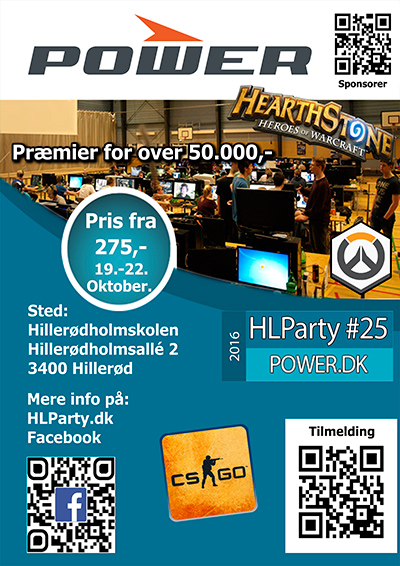 POWER
Sponsorer
HEARTHSTONE
HEROES OF WARCRAFT
Præmier for over 50.000,-
Pris fra
275,-
19.-22.
Oktober.
Sted:
Hillerødholmskolen
Hillerødholmsallé 2
3400 Hillerød
2016
HLParty #25
POWER.DK
Mere info på:
HLParty.dk
Facebook
CS GO
Tilmelding
f